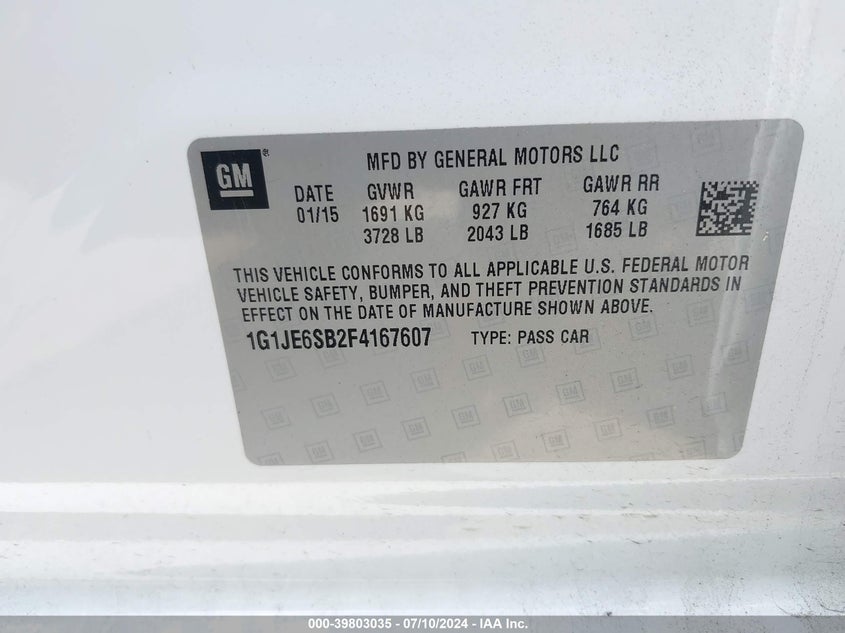 GM ® MFD BY GENERAL MOTORS LLC
DATE GVWR GAWR FRT GAWR RR
01/15 1691 KG 927 KG 764 KG
3728 LB 2043 LB 1685 LB
THIS VEHICLE CONFORMS TO ALL APPLICABLE U.S. FEDERAL MOTOR
VEHICLE SAFETY, BUMPER, AND THEFT PREVENTION STANDARDS IN
EFFECT ON THE DATE OF MANUFACTURE SHOWN ABOVE.
1G1JE6SB2F4167607 TYPE: PASS CAR
000-39803035 - 07/10/2024 - IAA Inc.